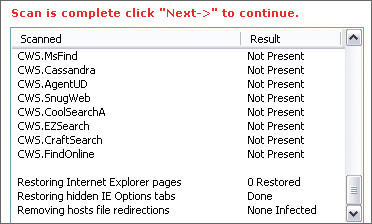 Scan is complete click "Next->" to continue.
Scanned Result
CWS.MsFind Not Present
CWS.Cassandra Not Present
CWS.AgentUD Not Present
CWS.SnugWeb Not Present
CWS.CoolSearchA Not Present
CWS.EZSearch Not Present
CWS.CraftSearch Not Present
CWS.FindOnline Not Present
Restoring Internet Explorer pages 0 Restored
Restoring hidden IE Options tabs Done
Removing hosts file redirections None Infected